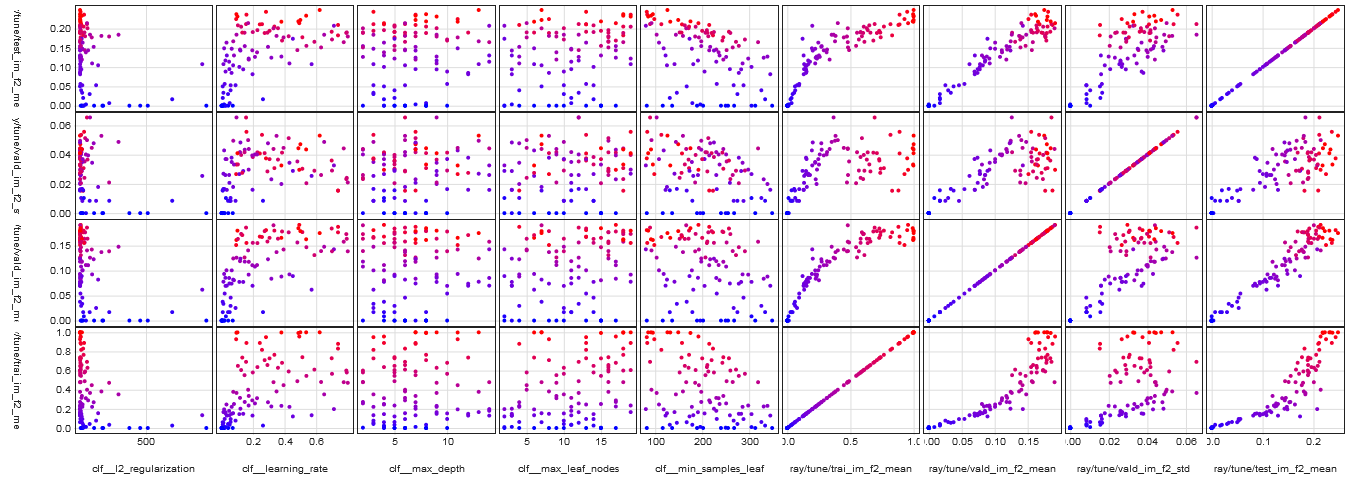 y/tune/test_im_f2_me
0.20
0.15
0.10
0.05
0.00
y/tune/vald_im_f2_s
0.06
0.04
0.02
0.00
/tune/vald_im_f2_m
0.15
0.10
0.05
0.00
/tune/trai_im_f2_me
1.0
0.8
0.6
0.4
0.2
0.0
500
0.2 0.4 0.6
5 10
5 10 15
100 200 300
0.0 0.5 1.0
0.00 0.05 0.10 0.15
0.00 0.02 0.04 0.06
0.0 0.1 0.2
clf__l2_regularization
clf__learning_rate
clf__max_depth
clf__max_leaf_nodes
clf__min_samples_leaf
ray/tune/trai_im_f2_mean
ray/tune/vald_im_f2_mean
ray/tune/vald_im_f2_std
ray/tune/test_im_f2_mean